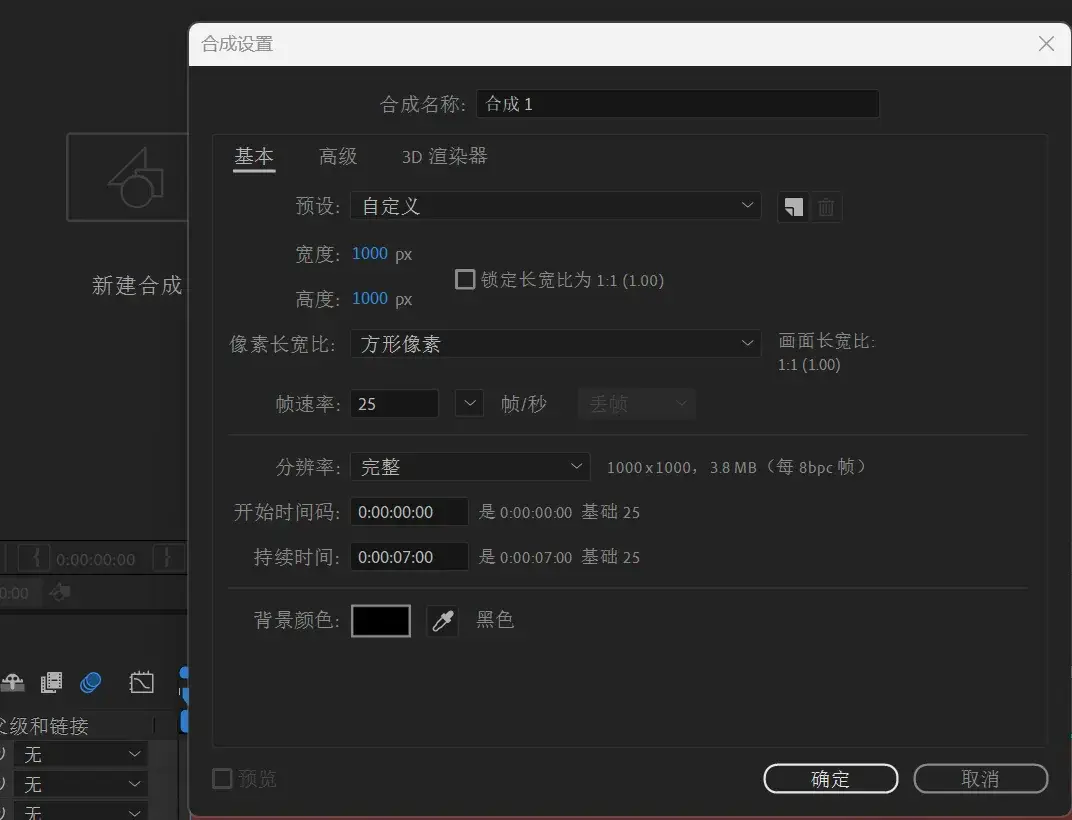 合成设置
合成名称: 合成 1
基本 高级 3D 渲染器
预设: 自定义
宽度: 1000 px
锁定长宽比为 1:1 (1.00)
新建合成
高度: 1000 px
像素长宽比: 方形像素 画面长宽比:
1:1 (1.00)
帧速率: 25 帧/秒 丢帧
分辨率: 完整 1000 x 1000，3.8 MB（每 8bpc 帧）
开始时间码: 0:00:00:00 是 0:00:00:00 基础 25
持续时间: 0:00:07:00 是 0:00:07:00 基础 25
0:00:00:00
0:00
背景颜色: 黑色
父级和链接
无
无
无
预览 确定 取消